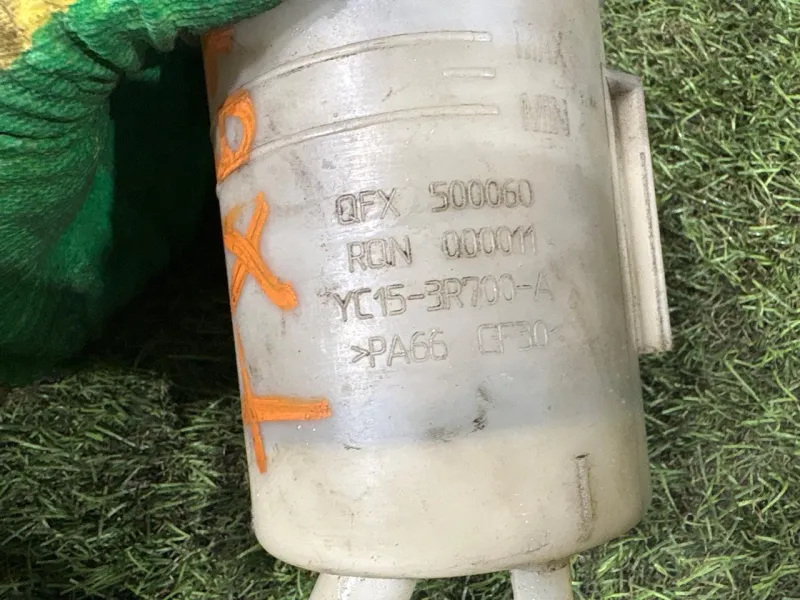 MAX
MIN
QFX 500060
RQN 000011
YC15-3R700-A
>PA66 GF30<